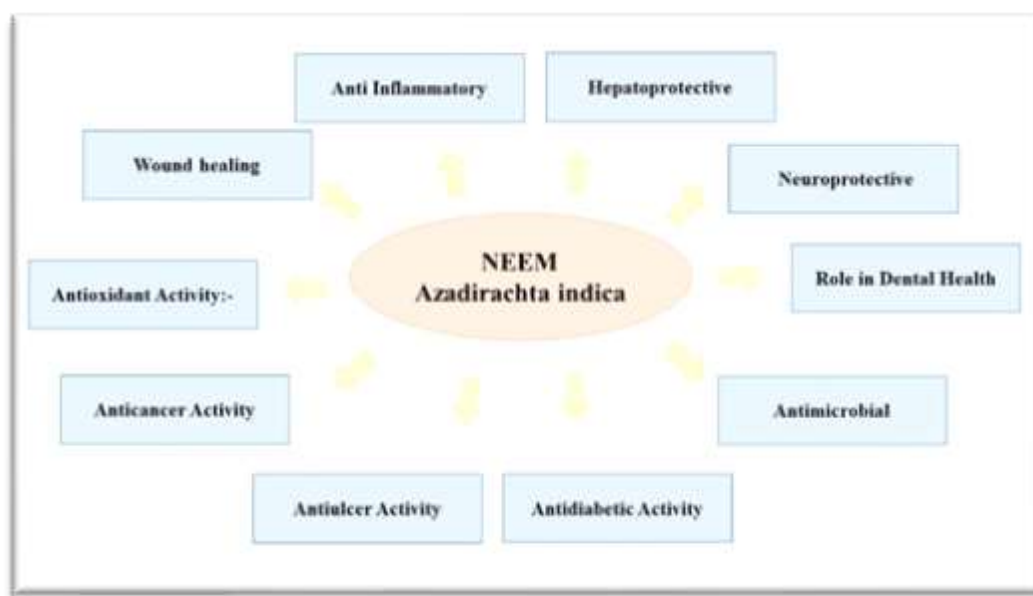 Anti Inflammatory
Hepatoprotective
Wound healing
Neuroprotective
NEEM
Azadirachta indica
Role in Dental Health
Antioxidant Activity:-
Anticancer Activity
Antimicrobial
Antiulcer Activity
Antidiabetic Activity